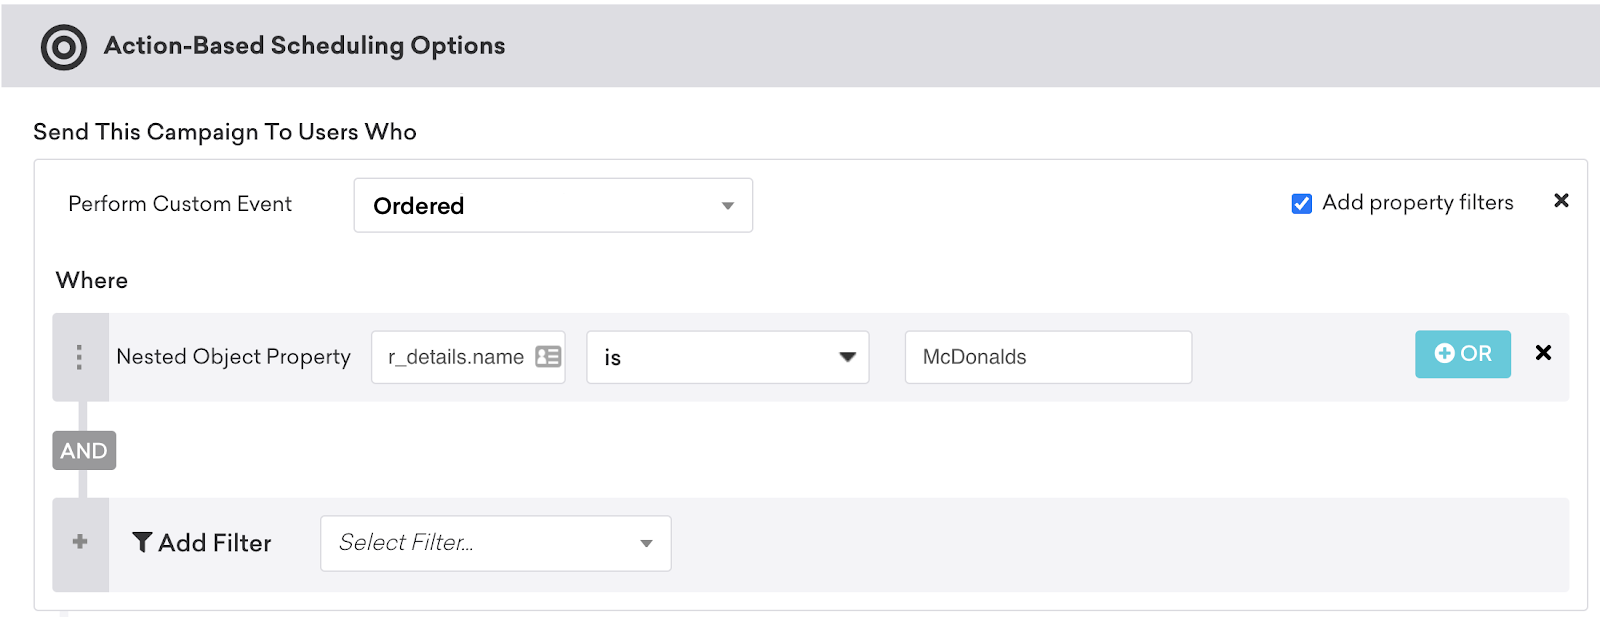 Action-Based Scheduling Options
Send This Campaign To Users Who
Perform Custom Event Ordered Add property filters
Where
Nested Object Property r_details.name is McDonalds OR
AND
Add Filter Select Filter...